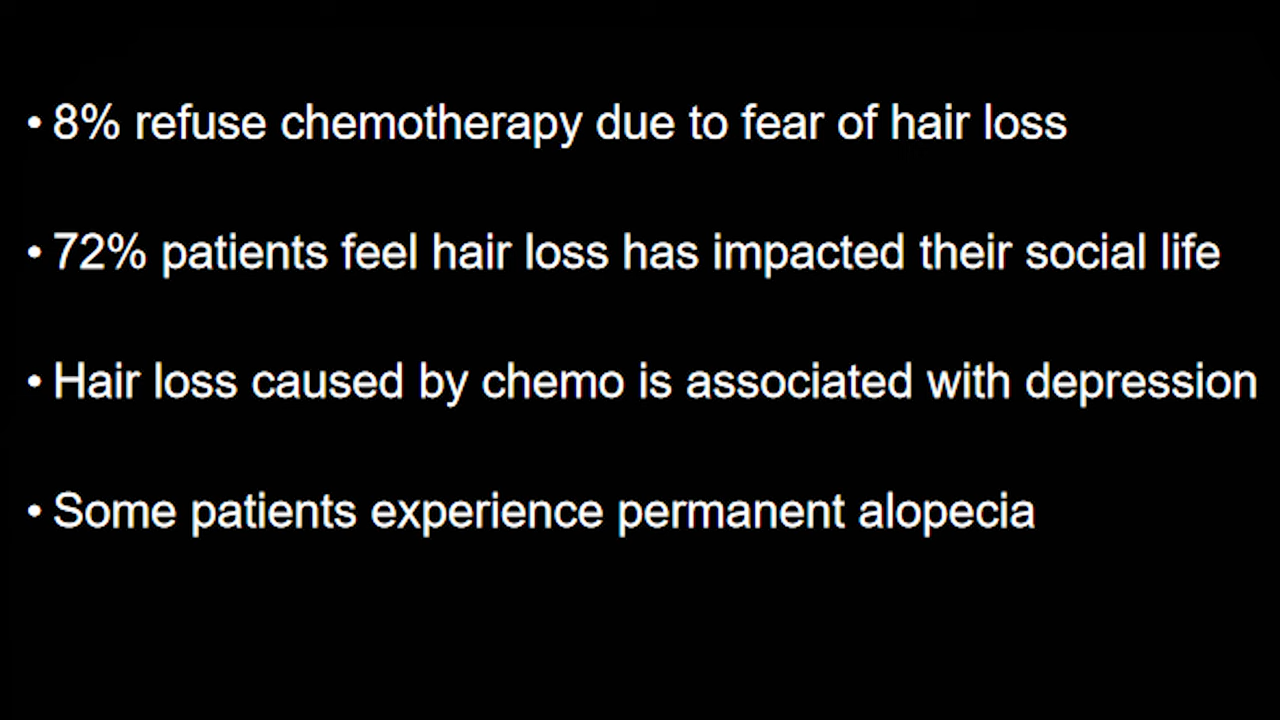 • 8% refuse chemotherapy due to fear of hair loss
• 72% patients feel hair loss has impacted their social life
• Hair loss caused by chemo is associated with depression
• Some patients experience permanent alopecia